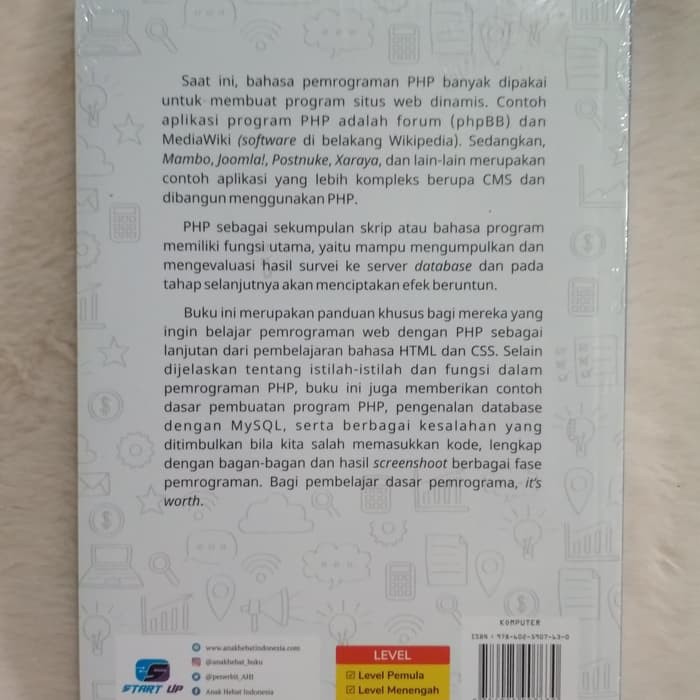 Saat ini, bahasa pemrograman PHP banyak dipakai
untuk membuat program situs web dinamis. Contoh
aplikasi program PHP adalah forum (phpBB) dan
MediaWiki (software di belakang Wikipedia). Sedangkan,
Mambo, Joomla!, Postnuke, Xaraya, dan lain-lain merupakan
contoh aplikasi yang lebih kompleks berupa CMS dan
dibangun menggunakan PHP.
PHP sebagai sekumpulan skrip atau bahasa program
memiliki fungsi utama, yaitu mampu mengumpulkan dan
mengevaluasi hasil survei ke server database dan pada
tahap selanjutnya akan menciptakan efek beruntun.
Buku ini merupakan panduan khusus bagi mereka yang
ingin belajar pemrograman web dengan PHP sebagai
lanjutan dari pembelajaran bahasa HTML dan CSS. Selain
dijelaskan tentang istilah-istilah dan fungsi dalam
pemrograman PHP, buku ini juga memberikan contoh
dasar pembuatan program PHP, pengenalan database
dengan MySQL, serta berbagai kesalahan yang
ditimbulkan bila kita salah memasukkan kode, lengkap
dengan bagan-bagan dan hasil screenshoot berbagai fase
pemrograman. Bagi pembelajar dasar pemrograma, it's
worth.
START UP
www.anakhebatindonesia.com
@anakhebat_buku
@penerbit_AHI
Anak Hebat Indonesia
LEVEL
Level Pemula
Level Menengah
KOMPUTER
ISBN : 978-602-5907-63-0